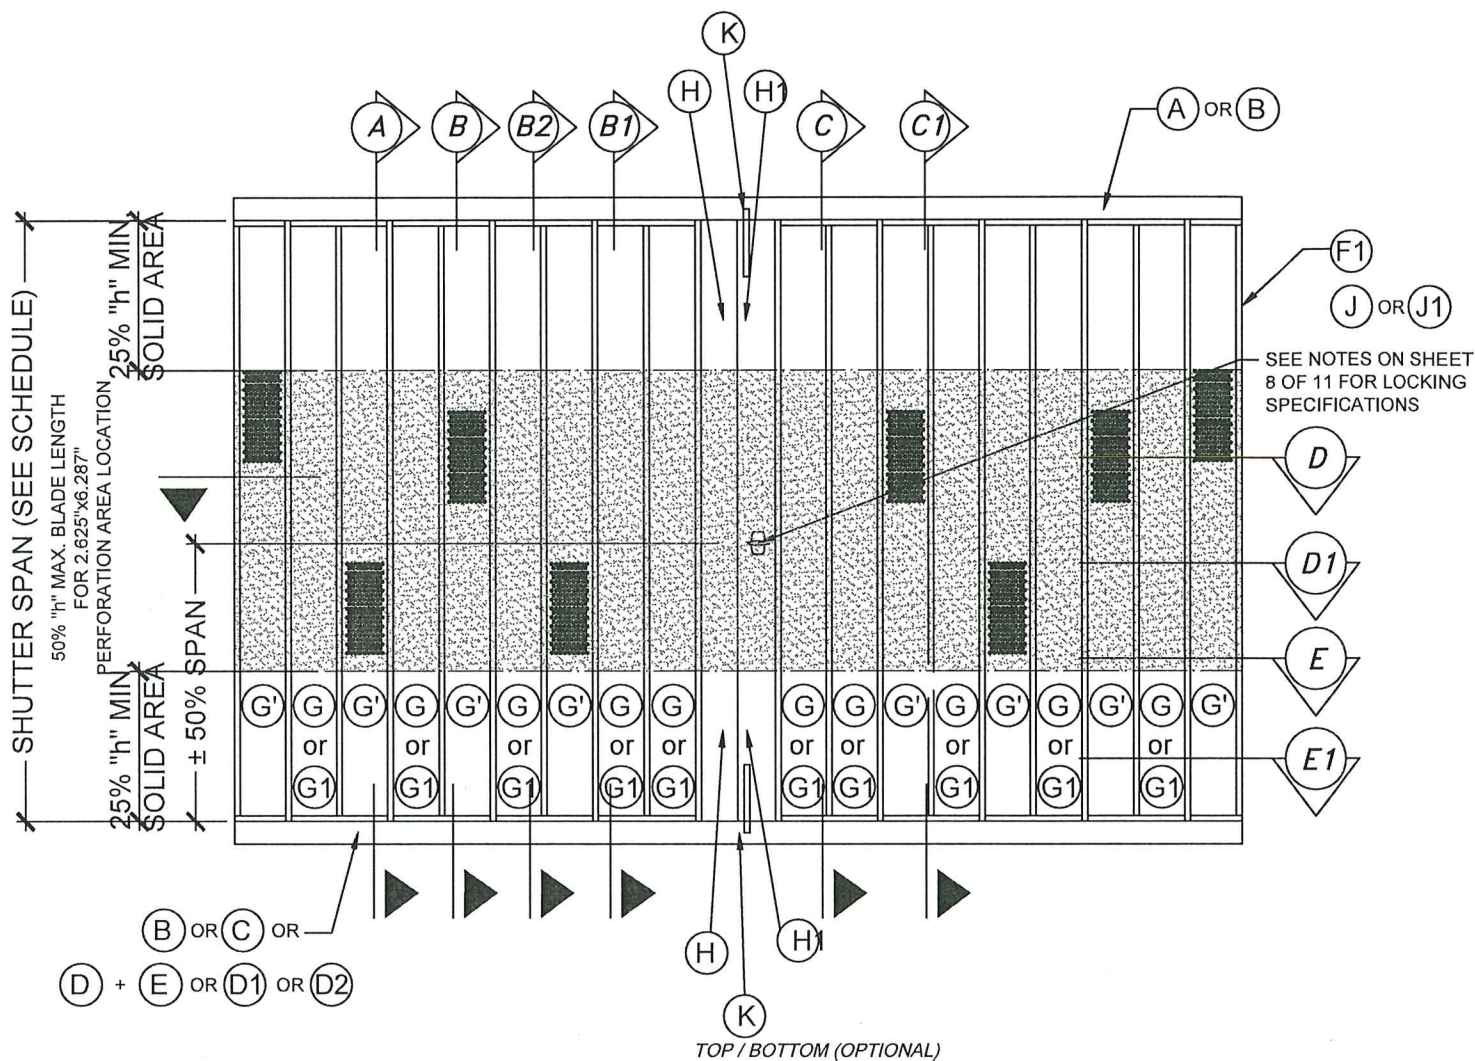 K
H H1
A B B2 B1 C C1
A OR B
F1
J OR J1
SEE NOTES ON SHEET
8 OF 11 FOR LOCKING
SPECIFICATIONS
SHUTTER SPAN (SEE SCHEDULE)
25% "h" MIN
SOLID AREA
50% "h" MAX. BLADE LENGTH
FOR 2.625"x6.287"
PERFORATION AREA LOCATION
± 50% SPAN
25% "h" MIN
SOLID AREA
D
D1
E
E1
G' G G' G G' G G' G G G G G' G G' G G' G G'
or or or or or or or or or or
G1 G1 G1 G1 G1 G1 G1 G1 G1 G1
B OR C OR
D + E OR D1 OR D2
H H1
K
TOP / BOTTOM (OPTIONAL)